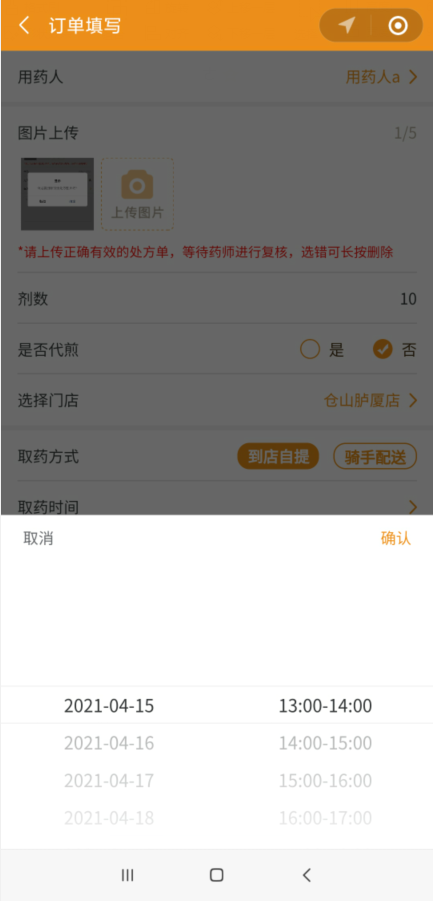 订单填写
用药人 用药人a
图片上传 1/5
上传图片
*请上传正确有效的处方单，等待药师进行复核，选错可长按删除
剂数 10
是否代煎 是 否
选择门店 仓山胪厦店
取药方式 到店自提 骑手配送
取药时间
取消 确认
2021-04-15 13:00-14:00
2021-04-16 14:00-15:00
2021-04-17 15:00-16:00
2021-04-18 16:00-17:00